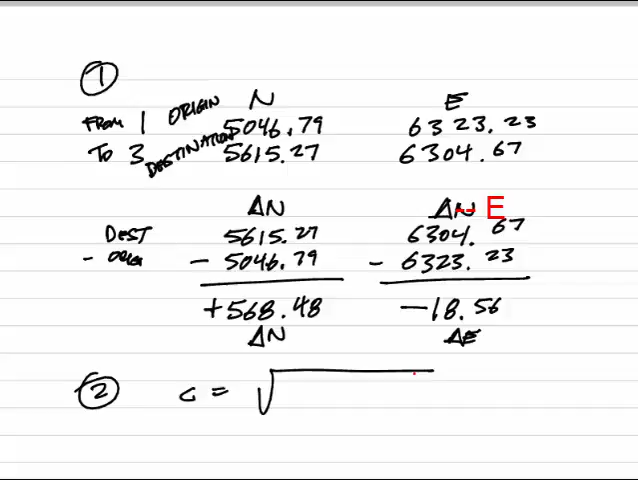 1
N E
FROM 1 ORIGIN 5046.79 6323.23
TO 3 DESTINATION 5615.27 6304.67
ΔN ΔN E
DEST 5615.27 6304.67
- ORIG - 5046.79 - 6323.23
+568.48 -18.56
ΔN ΔE
2 c = √